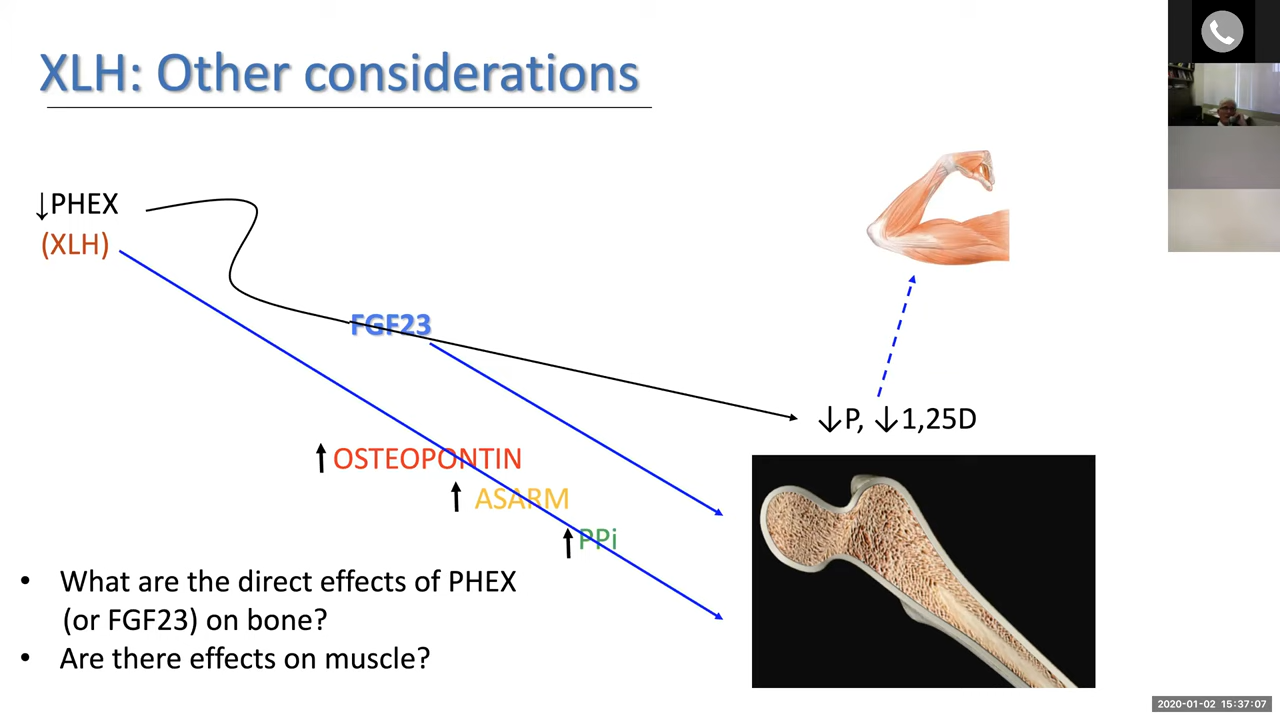 XLH: Other considerations
↓PHEX
(XLH)
FGF23
↓P, ↓1,25D
↑ OSTEOPONTIN
↑ ASARM
↑ PPi
• What are the direct effects of PHEX
(or FGF23) on bone?
• Are there effects on muscle?
2020-01-02 15:37:07